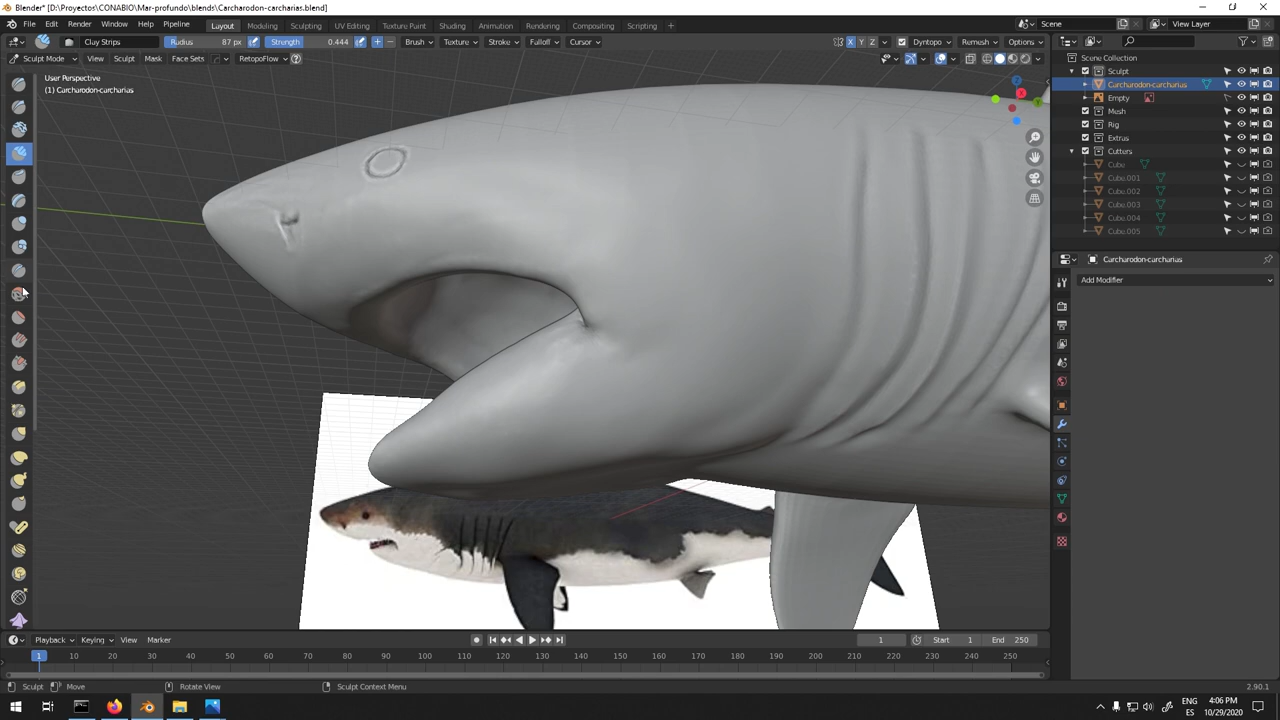 Blender* [D:\Proyectos\CONABIO\Mar-profundo\blends\Carcharodon-carcharias.blend]
File Edit Render Window Help Pipeline Layout Modeling Sculpting UV Editing Texture Paint Shading Animation Rendering Compositing Scripting + Scene View Layer
Clay Strips Radius 87 px Strength 0.444 Brush Texture Stroke Falloff Cursor X Y Z Dyntopo Remesh Options
Sculpt Mode View Sculpt Mask Face Sets RetopoFlow
User Perspective
(1) Carcharodon-carcharias
Scene Collection
Sculpt
Carcharodon-carcharias
Empty
Mesh
Rig
Extrus
Cutters
Cube
Cube.001
Cube.002
Cube.003
Cube.004
Cube.005
Carcharodon-carcharias
Add Modifier
Playback Keying View Marker 1 Start 1 End 250
1 10 20 30 40 50 60 70 80 90 100 110 120 130 140 150 160 170 180 190 200 210 220 230 240 250
Sculpt Move Rotate View Sculpt Context Menu 2.90.1
ENG 4:06 PM
ES 10/29/2020